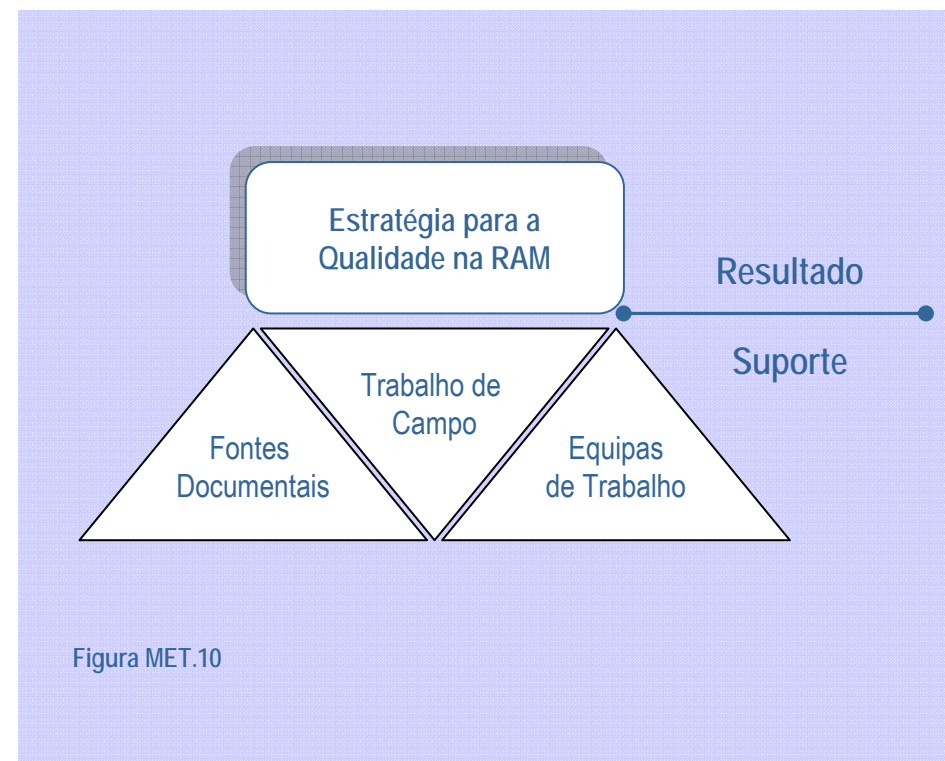 Estratégia para a
Qualidade na RAM
Resultado
Suporte
Trabalho de
Campo
Fontes
Documentais
Equipas
de Trabalho
Figura MET.10